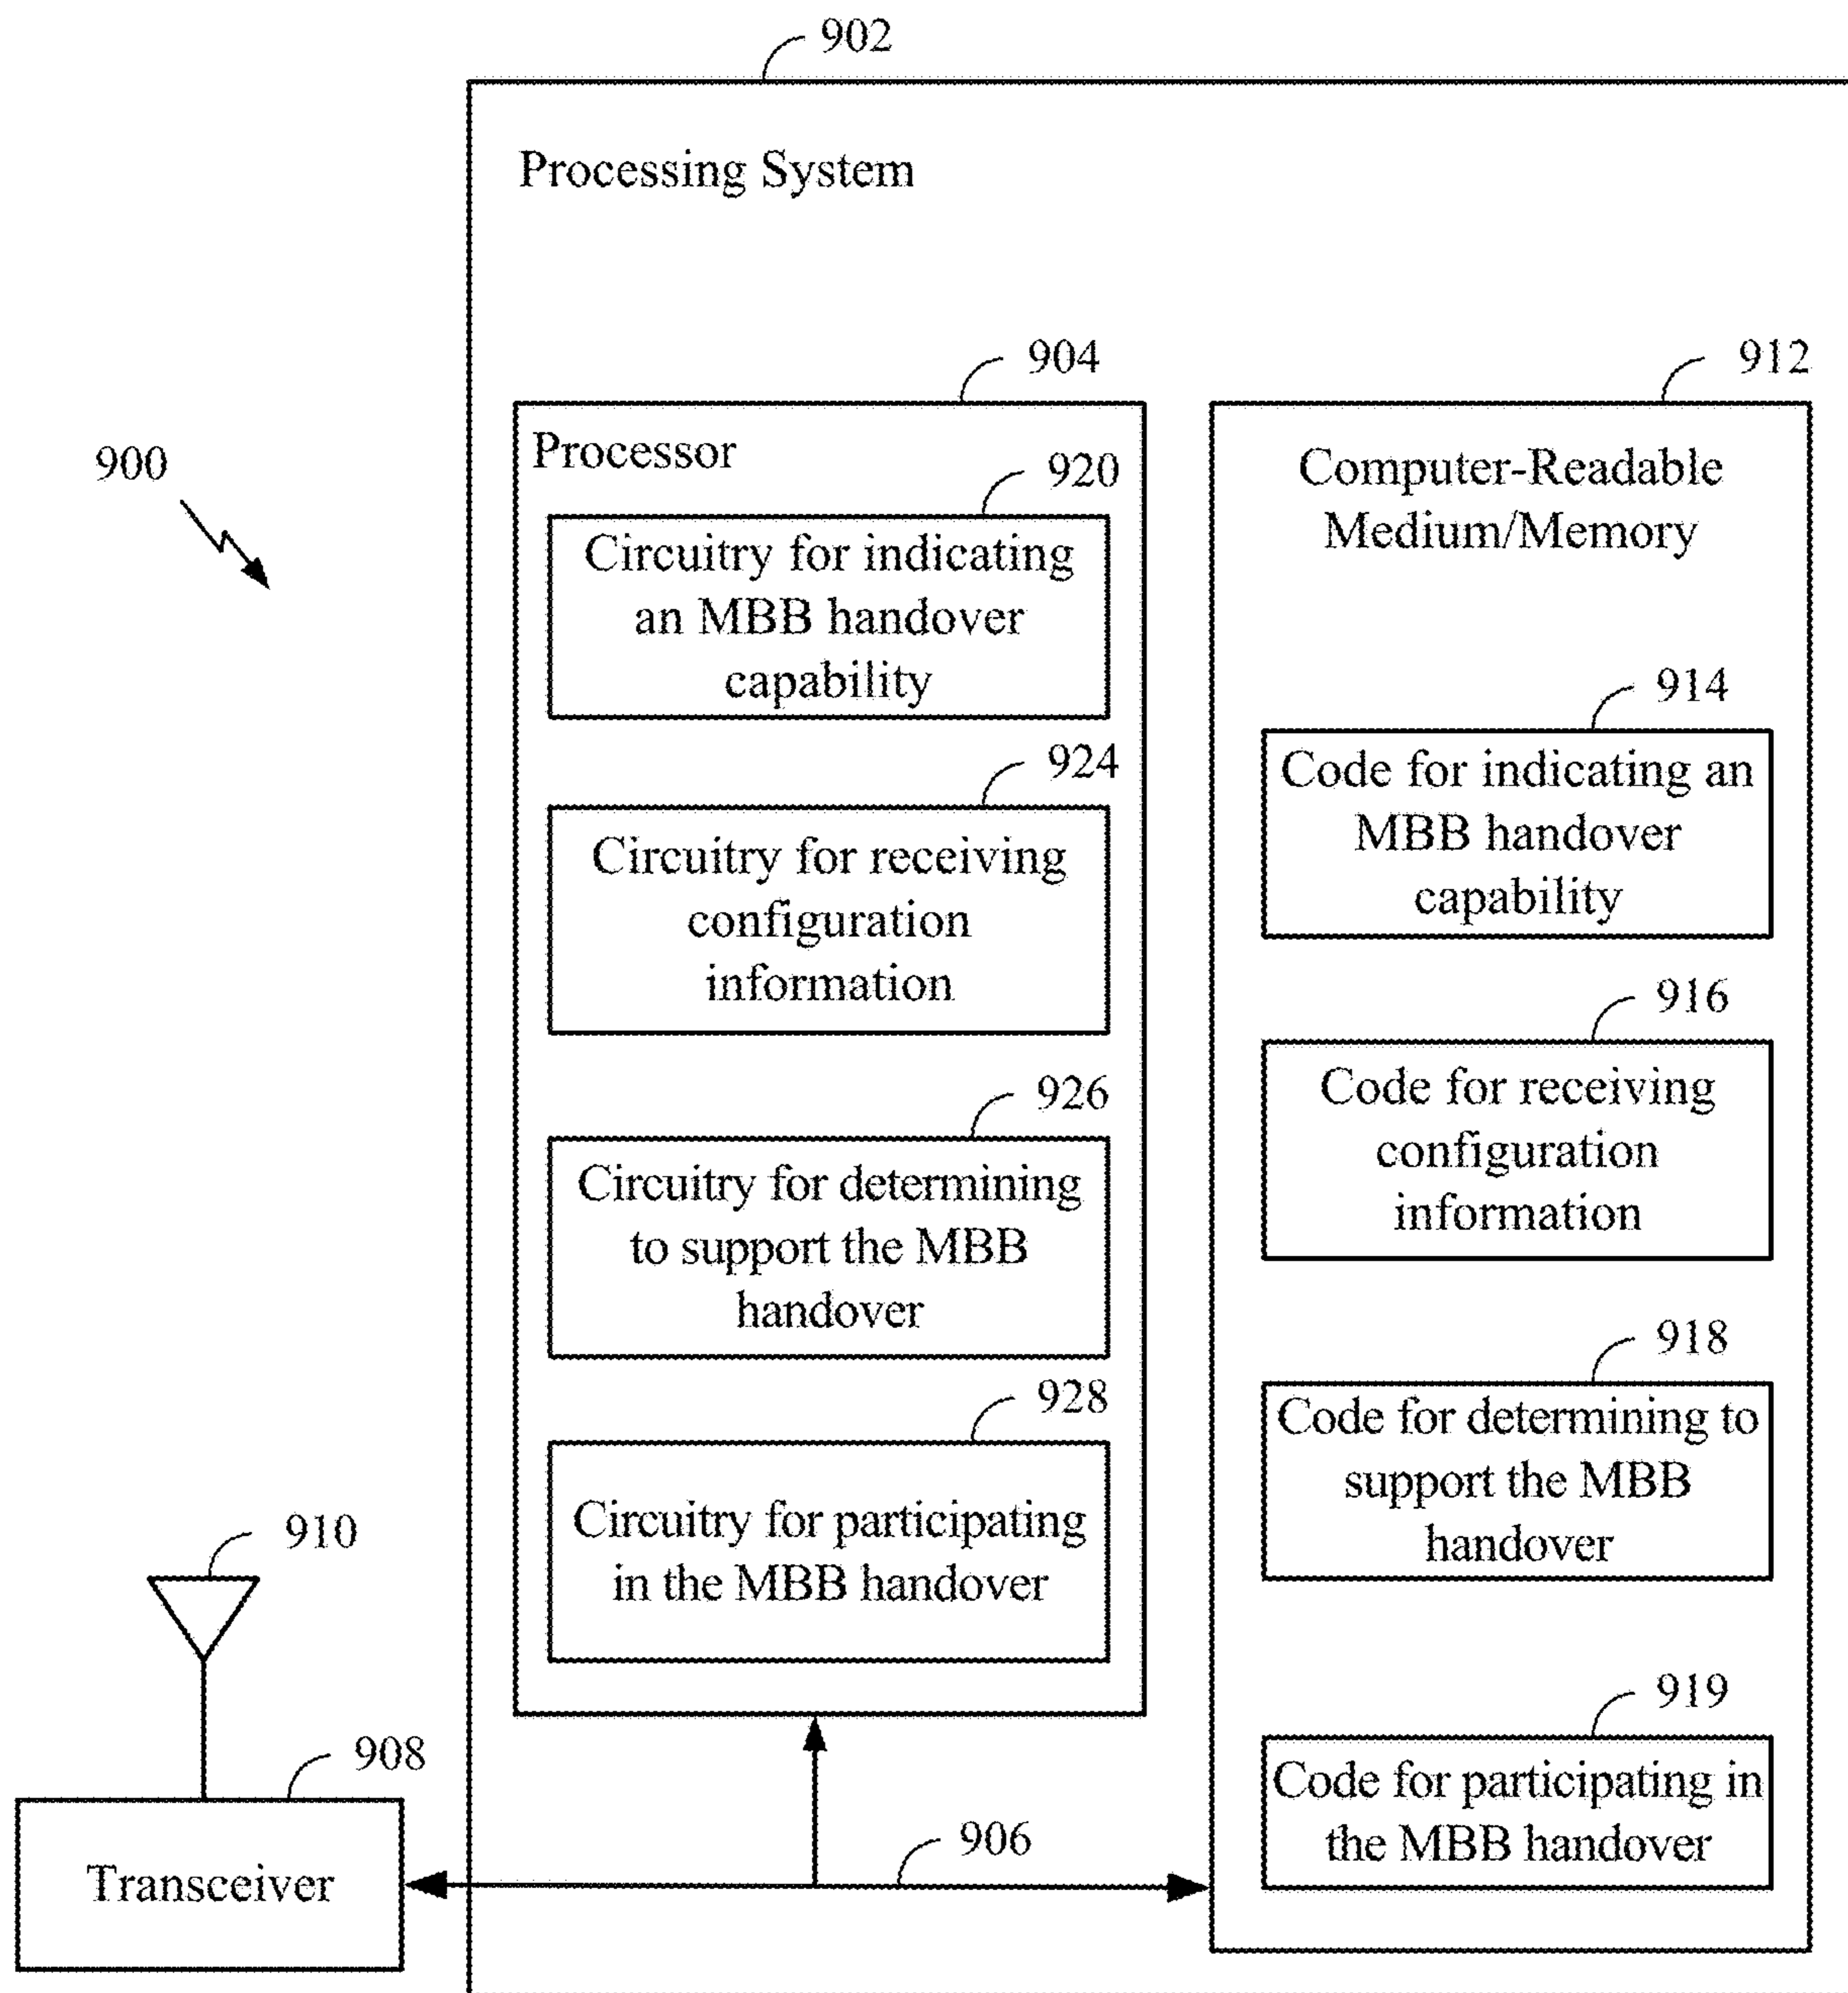 902
Processing System
900
904
Processor
920
Circuitry for indicating
an MBB handover
capability
924
Circuitry for receiving
configuration
information
926
Circuitry for determining
to support the MBB
handover
928
Circuitry for participating
in the MBB handover
912
Computer-Readable
Medium/Memory
914
Code for indicating an
MBB handover
capability
916
Code for receiving
configuration
information
918
Code for determining to
support the MBB
handover
919
Code for participating in
the MBB handover
910
908
Transceiver
906